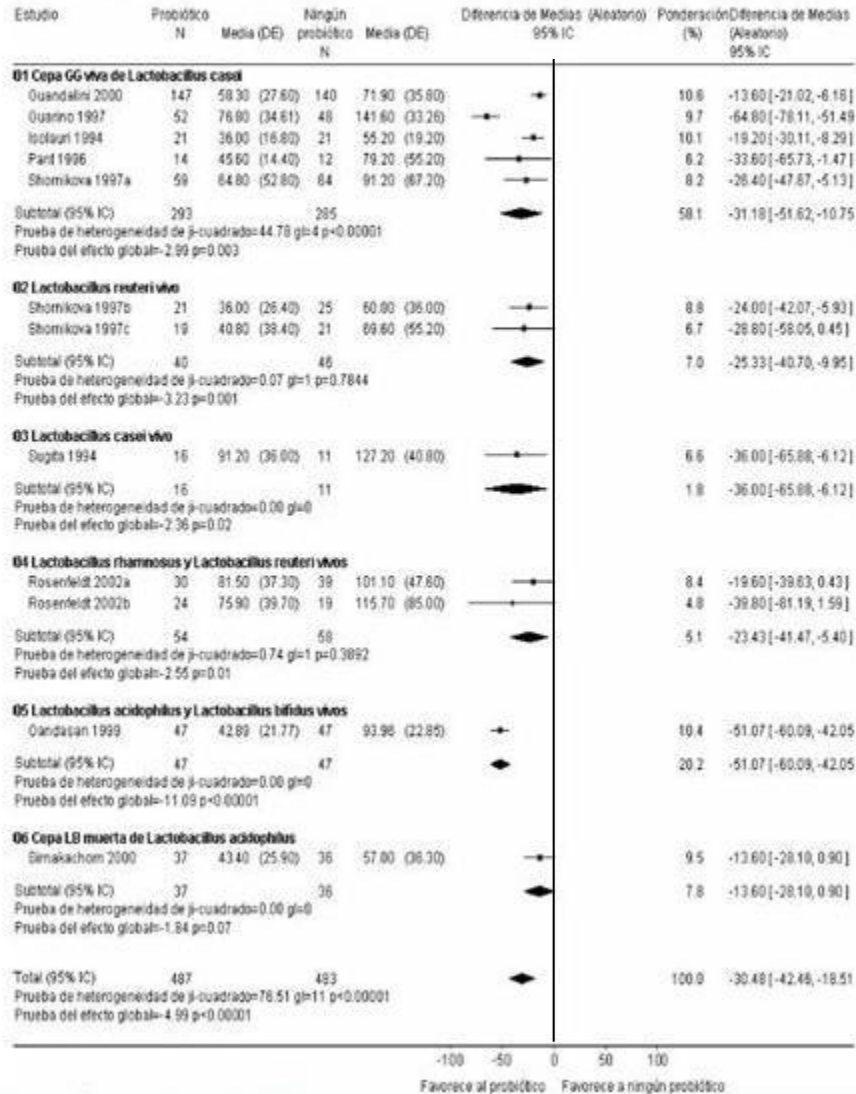 Estudio Probiótico Ningún Diferencia de Medias (Aleatorio) Ponderación Diferencia de Medias
N Media (DE) probiótico Media (DE) 95% IC (%) (Aleatorio)
N 95% IC
01 Cepa GG viva de Lactobacillus casei
Guandalini 2000 147 58.30 (27.60) 140 71.90 (35.80) 10.6 -13.60 [-21.02, -6.18]
Guarino 1997 52 76.80 (34.61) 48 141.60 (33.26) 9.7 -64.80 [-78.11, -51.49
Isolauri 1994 21 36.00 (16.80) 21 55.20 (19.20) 10.1 -19.20 [-30.11, -8.29]
Pant 1996 14 45.60 (14.40) 12 79.20 (55.20) 6.2 -33.60 [-65.73, -1.47]
Shornikova 1997a 59 64.80 (52.80) 64 91.20 (67.20) 8.2 -26.40 [-47.67, -5.13]
Subtotal (95% IC) 293 285 58.1 -31.18 [-51.62, -10.75
Prueba de heterogeneidad de ji-cuadrado=44.78 gl=4 p<0.00001
Prueba del efecto global=-2.99 p=0.003
02 Lactobacillus reuteri vivo
Shornikova 1997b 21 36.00 (26.40) 25 60.00 (36.00) 8.8 -24.00 [-42.07, -5.93]
Shornikova 1997c 19 40.80 (38.40) 21 69.60 (55.20) 6.7 -28.80 [-58.05, 0.45]
Subtotal (95% IC) 40 46 7.0 -25.33 [-40.70, -9.95]
Prueba de heterogeneidad de ji-cuadrado=0.07 gl=1 p=0.7844
Prueba del efecto global=-3.23 p=0.001
03 Lactobacillus casei vivo
Sugita 1994 16 91.20 (36.00) 11 127.20 (40.80) 6.6 -36.00 [-65.88, -6.12]
Subtotal (95% IC) 16 11 1.8 -36.00 [-65.88, -6.12]
Prueba de heterogeneidad de ji-cuadrado=0.00 gl=0
Prueba del efecto global=-2.36 p=0.02
04 Lactobacillus rhamnosus y Lactobacillus reuteri vivos
Rosenfeldt 2002a 30 81.50 (37.30) 39 101.10 (47.60) 8.4 -19.60 [-39.63, 0.43]
Rosenfeldt 2002b 24 75.90 (39.70) 19 115.70 (85.00) 4.8 -39.80 [-81.19, 1.59]
Subtotal (95% IC) 54 58 5.1 -23.43 [-41.47, -5.40]
Prueba de heterogeneidad de ji-cuadrado=0.74 gl=1 p=0.3892
Prueba del efecto global=-2.55 p=0.01
05 Lactobacillus acidophilus y Lactobacillus bifidus vivos
Oandasan 1999 47 42.89 (21.77) 47 93.96 (22.85) 10.4 -51.07 [-60.09, -42.05
Subtotal (95% IC) 47 47 20.2 -51.07 [-60.09, -42.05
Prueba de heterogeneidad de ji-cuadrado=0.00 gl=0
Prueba del efecto global=-11.09 p<0.00001
06 Cepa LB muerta de Lactobacillus acidophilus
Simakachorn 2000 37 43.40 (25.90) 36 57.00 (36.30) 9.5 -13.60 [-28.10, 0.90]
Subtotal (95% IC) 37 36 7.8 -13.60 [-28.10, 0.90]
Prueba de heterogeneidad de ji-cuadrado=0.00 gl=0
Prueba del efecto global=-1.84 p=0.07
Total (95% IC) 487 483 100.0 -30.48 [-42.46, -18.51
Prueba de heterogeneidad de ji-cuadrado=76.51 gl=11 p<0.00001
Prueba del efecto global=-4.99 p<0.00001
-100 -50 0 50 100
Favorece al probiótico Favorece a ningún probiótico